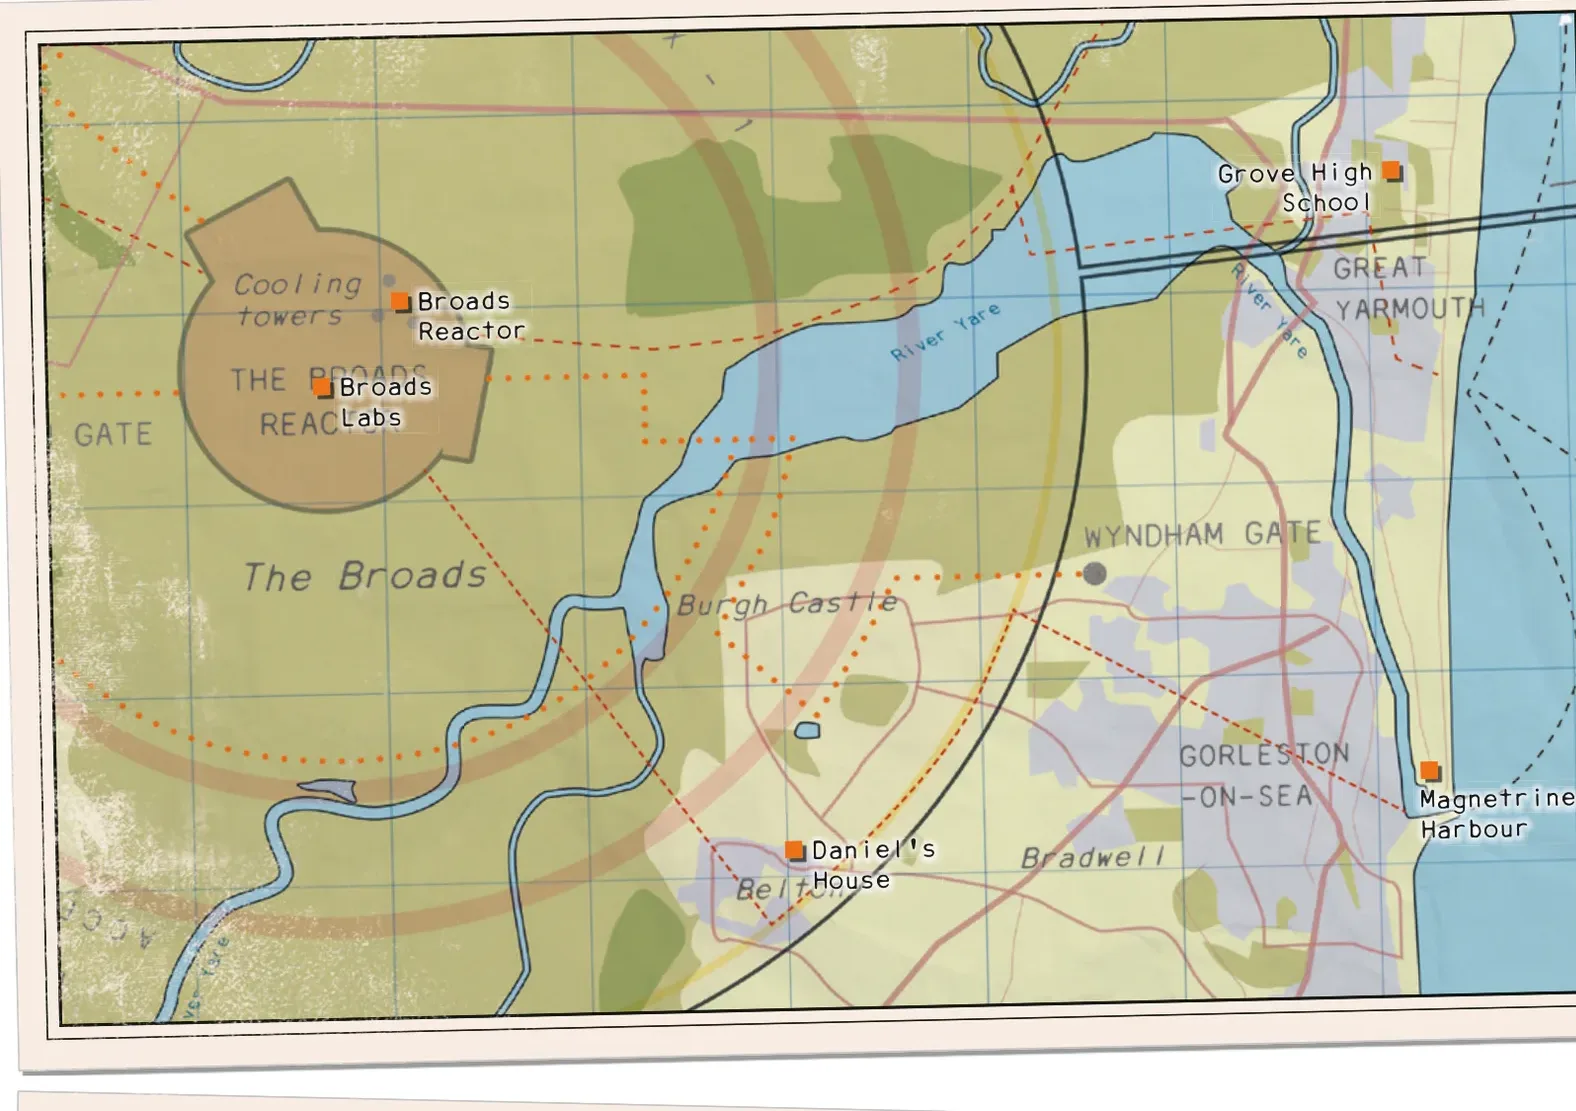 Grove High
School
GREAT
YARMOUTH
River Yare
River Yare
Cooling
towers
Broads
Reactor
THE BROADS
REACTOR
Broads
Labs
GATE
The Broads
WYNDHAM GATE
Burgh Castle
GORLESTON
-ON-SEA
Magnetrine
Harbour
Bradwell
Daniel's
House
Belton
Yare